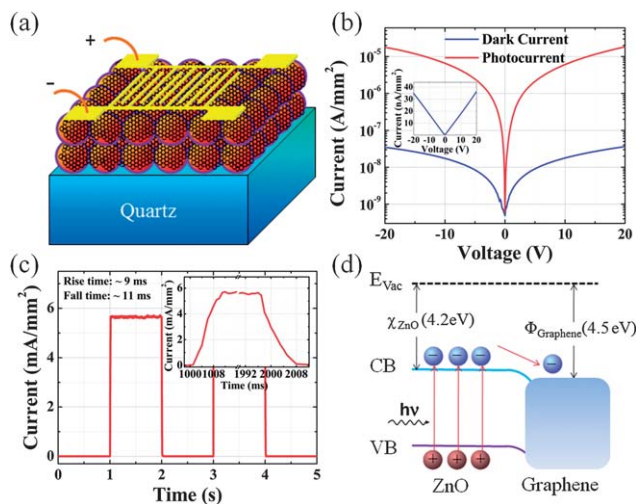 (a)
+
−
Quartz
(b)
Current (A/mm²)
10⁻⁵
10⁻⁶
10⁻⁷
10⁻⁸
10⁻⁹
Dark Current
Photocurrent
Current (nA/mm²)
40
30
20
10
-20 0 20
Voltage (V)
-20 -10 0 10 20
Voltage (V)
(c)
Current (mA/mm²)
6
4
2
0
Rise time: ~ 9 ms
Fall time: ~ 11 ms
Current (mA/mm²)
6
4
2
0
1000 1008 1992 2000 2008
Time (ms)
0 1 2 3 4 5
Time (s)
(d)
E_Vac
χ_ZnO(4.2eV)
Φ_Graphene(4.5 eV)
CB
hν
VB
ZnO
Graphene